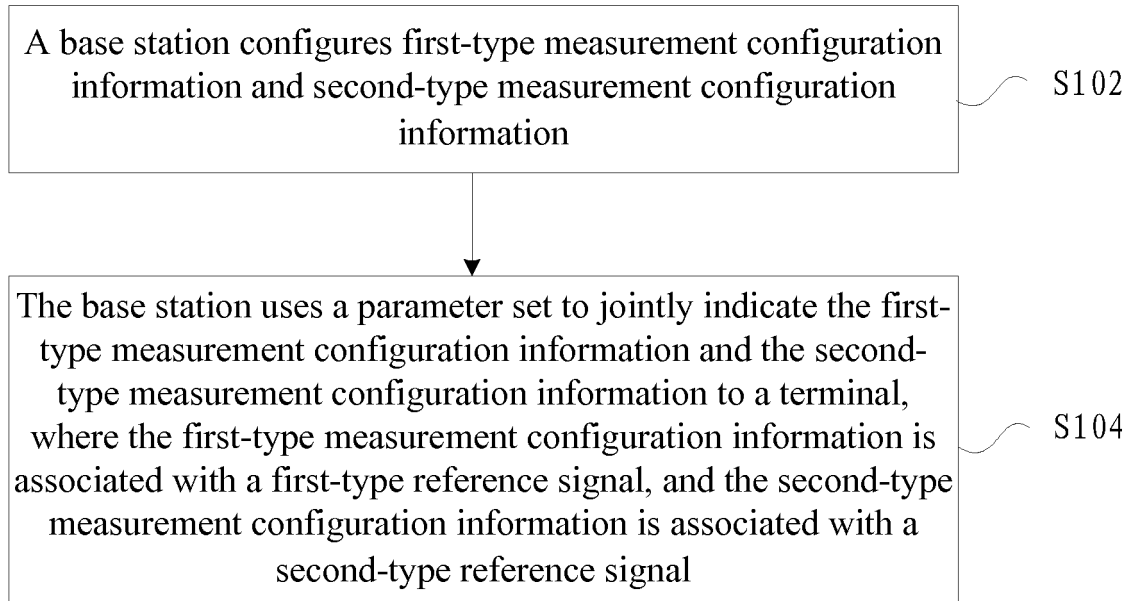 A base station configures first-type measurement configuration
information and second-type measurement configuration
information
S102
The base station uses a parameter set to jointly indicate the first-
type measurement configuration information and the second-
type measurement configuration information to a terminal,
where the first-type measurement configuration information is
associated with a first-type reference signal, and the second-type
measurement configuration information is associated with a
second-type reference signal
S104